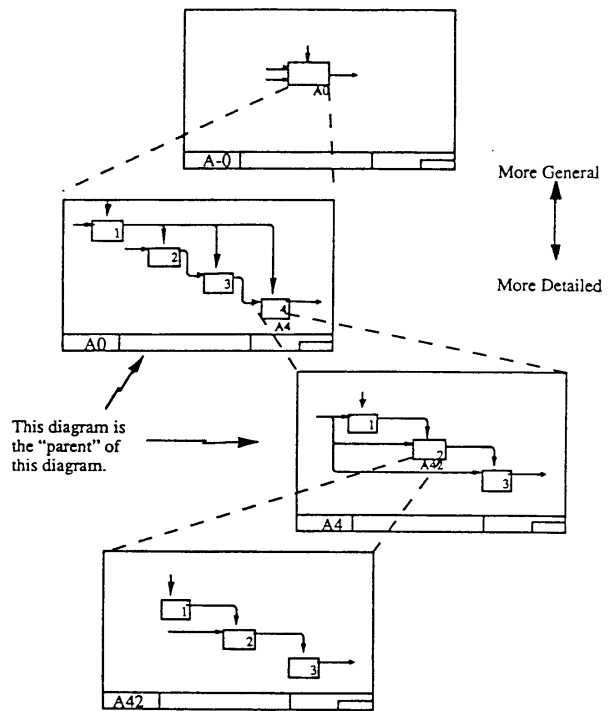 A0
A-0
More General
More Detailed
1
2
3
4
A4
A0
This diagram is
the “parent” of
this diagram.
1
2
A42
3
A4
1
2
3
A42